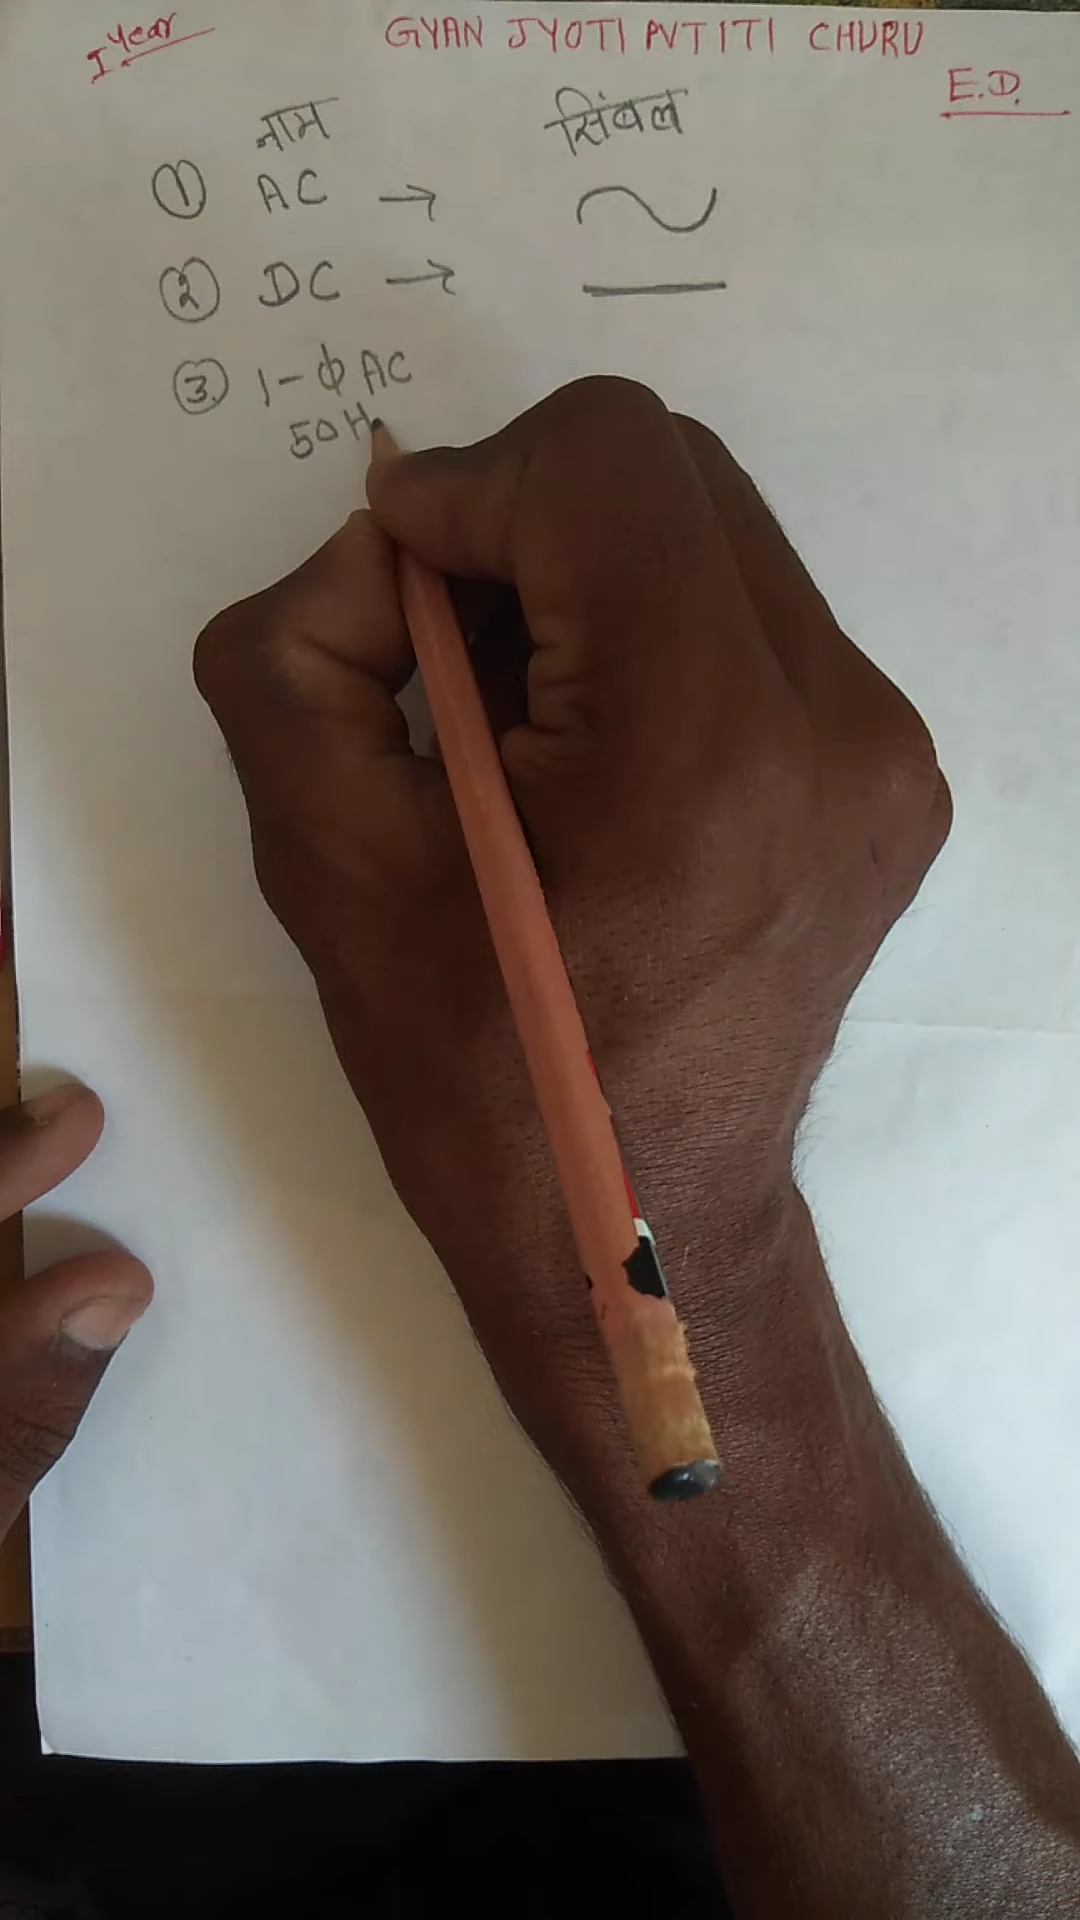 I Year GYAN JYOTI PVT ITI CHURU
E.D.
नाम सिंबल
① AC → ~
② DC → —
③. 1-ϕ AC
50H